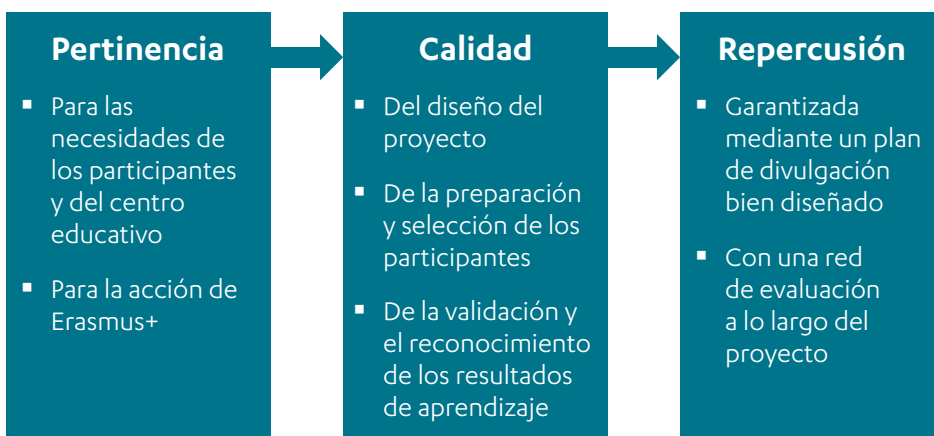 Pertinencia
▪ Para las
necesidades de
los participantes
y del centro
educativo
▪ Para la acción de
Erasmus+
Calidad
▪ Del diseño del
proyecto
▪ De la preparación
y selección de los
participantes
▪ De la validación y
el reconocimiento
de los resultados
de aprendizaje
Repercusión
▪ Garantizada
mediante un plan
de divulgación
bien diseñado
▪ Con una red
de evaluación
a lo largo del
proyecto